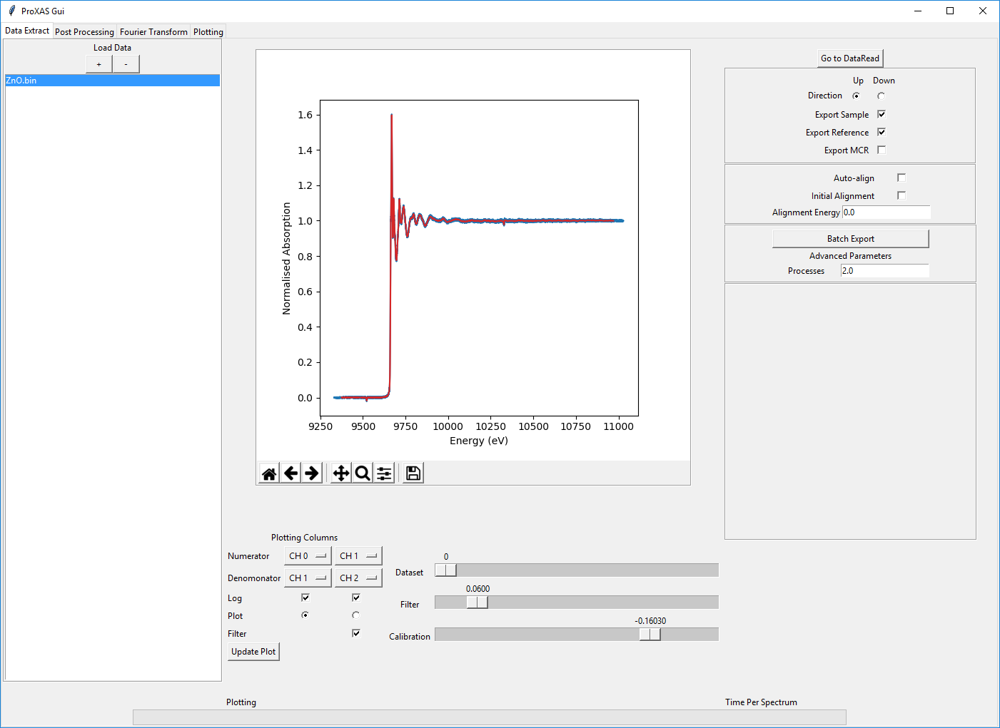 ProXAS Gui
Data Extract Post Processing Fourier Transform Plotting
Load Data
+ -
ZnO.bin
1.6
1.4
1.2
1.0
0.8
0.6
0.4
0.2
0.0
Normalised Absorption
9250 9500 9750 10000 10250 10500 10750 11000
Energy (eV)
Go to DataRead
Up Down
Direction
Export Sample
Export Reference
Export MCR
Auto-align
Initial Alignment
Alignment Energy 0.0
Batch Export
Advanced Parameters
Processes 2.0
Plotting Columns
Numerator CH 0 CH 1
Denomonator CH 1 CH 2
Log
Plot
Filter
Update Plot
0
Dataset
0.0600
Filter
-0.16030
Calibration
Plotting
Time Per Spectrum